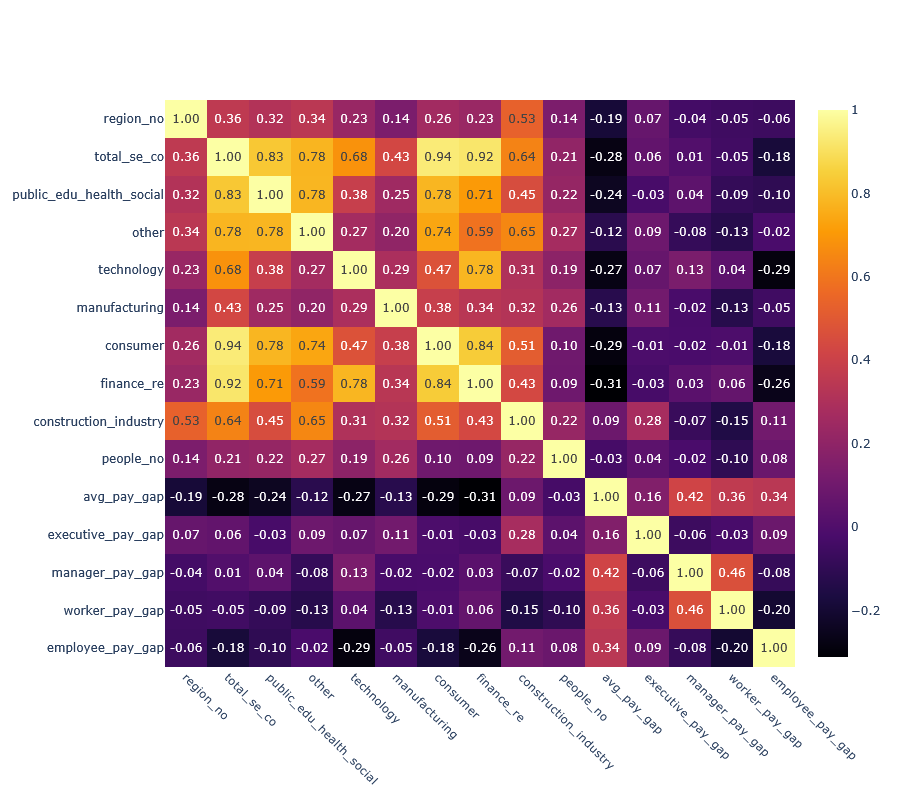 1
region_no 1.00 0.36 0.32 0.34 0.23 0.14 0.26 0.23 0.53 0.14 −0.19 0.07 −0.04 −0.05 −0.06
total_se_co 0.36 1.00 0.83 0.78 0.68 0.43 0.94 0.92 0.64 0.21 −0.28 0.06 0.01 −0.05 −0.18
public_edu_health_social 0.32 0.83 1.00 0.78 0.38 0.25 0.78 0.71 0.45 0.22 −0.24 −0.03 0.04 −0.09 −0.10
0.8
other 0.34 0.78 0.78 1.00 0.27 0.20 0.74 0.59 0.65 0.27 −0.12 0.09 −0.08 −0.13 −0.02
technology 0.23 0.68 0.38 0.27 1.00 0.29 0.47 0.78 0.31 0.19 −0.27 0.07 0.13 0.04 −0.29
0.6
manufacturing 0.14 0.43 0.25 0.20 0.29 1.00 0.38 0.34 0.32 0.26 −0.13 0.11 −0.02 −0.13 −0.05
consumer 0.26 0.94 0.78 0.74 0.47 0.38 1.00 0.84 0.51 0.10 −0.29 −0.01 −0.02 −0.01 −0.18
0.4
finance_re 0.23 0.92 0.71 0.59 0.78 0.34 0.84 1.00 0.43 0.09 −0.31 −0.03 0.03 0.06 −0.26
construction_industry 0.53 0.64 0.45 0.65 0.31 0.32 0.51 0.43 1.00 0.22 0.09 0.28 −0.07 −0.15 0.11
0.2
people_no 0.14 0.21 0.22 0.27 0.19 0.26 0.10 0.09 0.22 1.00 −0.03 0.04 −0.02 −0.10 0.08
avg_pay_gap −0.19 −0.28 −0.24 −0.12 −0.27 −0.13 −0.29 −0.31 0.09 −0.03 1.00 0.16 0.42 0.36 0.34
0
executive_pay_gap 0.07 0.06 −0.03 0.09 0.07 0.11 −0.01 −0.03 0.28 0.04 0.16 1.00 −0.06 −0.03 0.09
manager_pay_gap −0.04 0.01 0.04 −0.08 0.13 −0.02 −0.02 0.03 −0.07 −0.02 0.42 −0.06 1.00 0.46 −0.08
worker_pay_gap −0.05 −0.05 −0.09 −0.13 0.04 −0.13 −0.01 0.06 −0.15 −0.10 0.36 −0.03 0.46 1.00 −0.20
−0.2
employee_pay_gap −0.06 −0.18 −0.10 −0.02 −0.29 −0.05 −0.18 −0.26 0.11 0.08 0.34 0.09 −0.08 −0.20 1.00
region_no
total_se_co
public_edu_health_social
other
technology
manufacturing
consumer
finance_re
construction_industry
people_no
avg_pay_gap
executive_pay_gap
manager_pay_gap
worker_pay_gap
employee_pay_gap